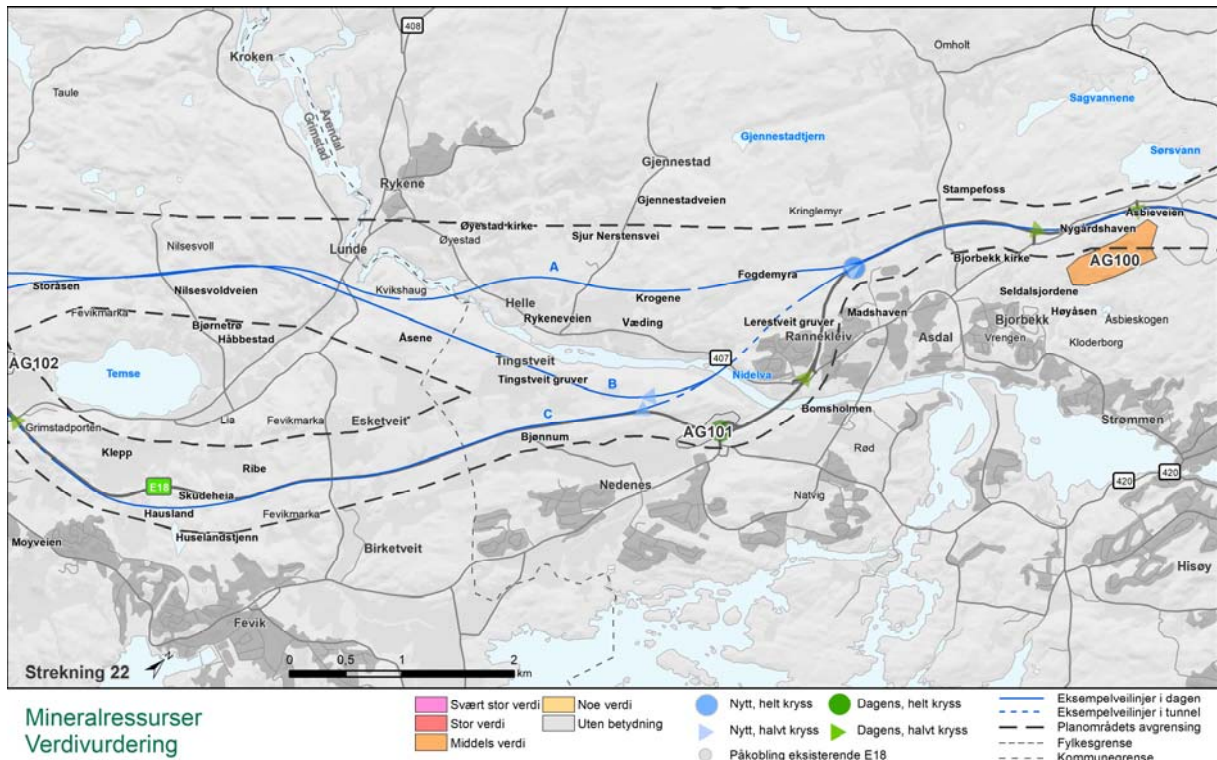 408
Kroken
Omholt
Taule
Sagvannene
Arendal
Grimstad
Gjennestadtjern
Sørsvann
Gjennestad
Rykene
Stampefoss
Gjennestadveien
Kringlemyr
Åsbieveien
Øyestad kirke
Nygårdshaven
Nilsesvoll
Lunde
Øyestad
Sjur Nerstensvei
Bjorbekk kirke
AG100
A
Fogdemyra
Storåsen
Nilsesvoldveien
Kvikshaug
Helle
Krogene
Seldalsjordene
Høyåsen
Fevikmarka
Rykeneveien
Væding
Lerestveit gruver
Madshaven
Bjorbekk
Åsbieskogen
Bjørnetrø
Håbbestad
Åsene
Rannekleiv
Asdal
Vrengen
Kloderborg
AG102
Tingstveit
407
Temse
Tingstveit gruver
B
Nidelva
C
Bomsholmen
Grimstadporten
Lia
Fevikmarka
Esketveit
Strømmen
Klepp
Bjønnum
AG101
Rød
Ribe
E18
Skudeheia
Nedenes
Natvig
420
420
Hausland
Fevikmarka
Moyveien
Huselandstjenn
Birketveit
Hisøy
Fevik
Strekning 22
N
0 0,5 1 2
km
Mineralressurser
Verdivurdering
Svært stor verdi
Noe verdi
Stor verdi
Uten betydning
Middels verdi
Nytt, helt kryss
Dagens, helt kryss
Nytt, halvt kryss
Dagens, halvt kryss
Påkobling eksisterende E18
Eksempelveilinjer i dagen
Eksempelveilinjer i tunnel
Planområdets avgrensing
Fylkesgrense
Kommunegrense